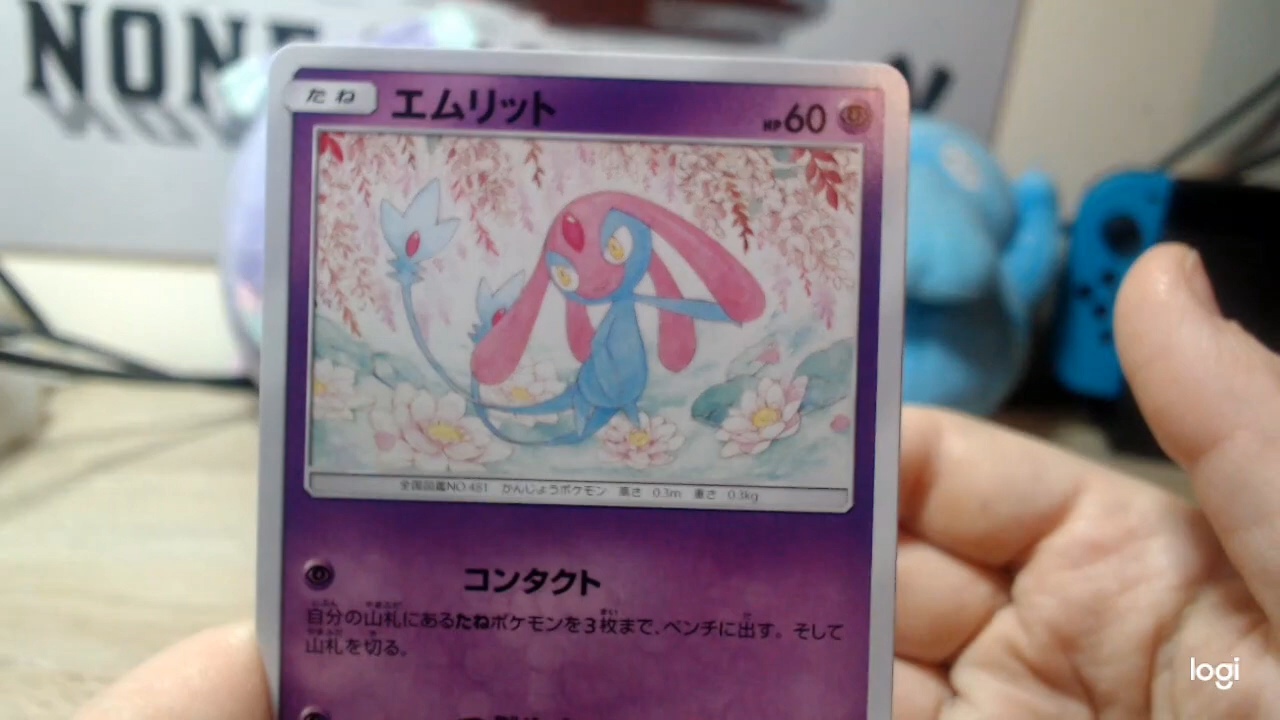 NONE
たね エムリット HP60
全国図鑑NO.481 かんじょうポケモン 高さ 0.3m 重さ 0.3kg
コンタクト
自分の山札にあるたねポケモンを3枚まで、ベンチに出す。そして
山札を切る。
logi